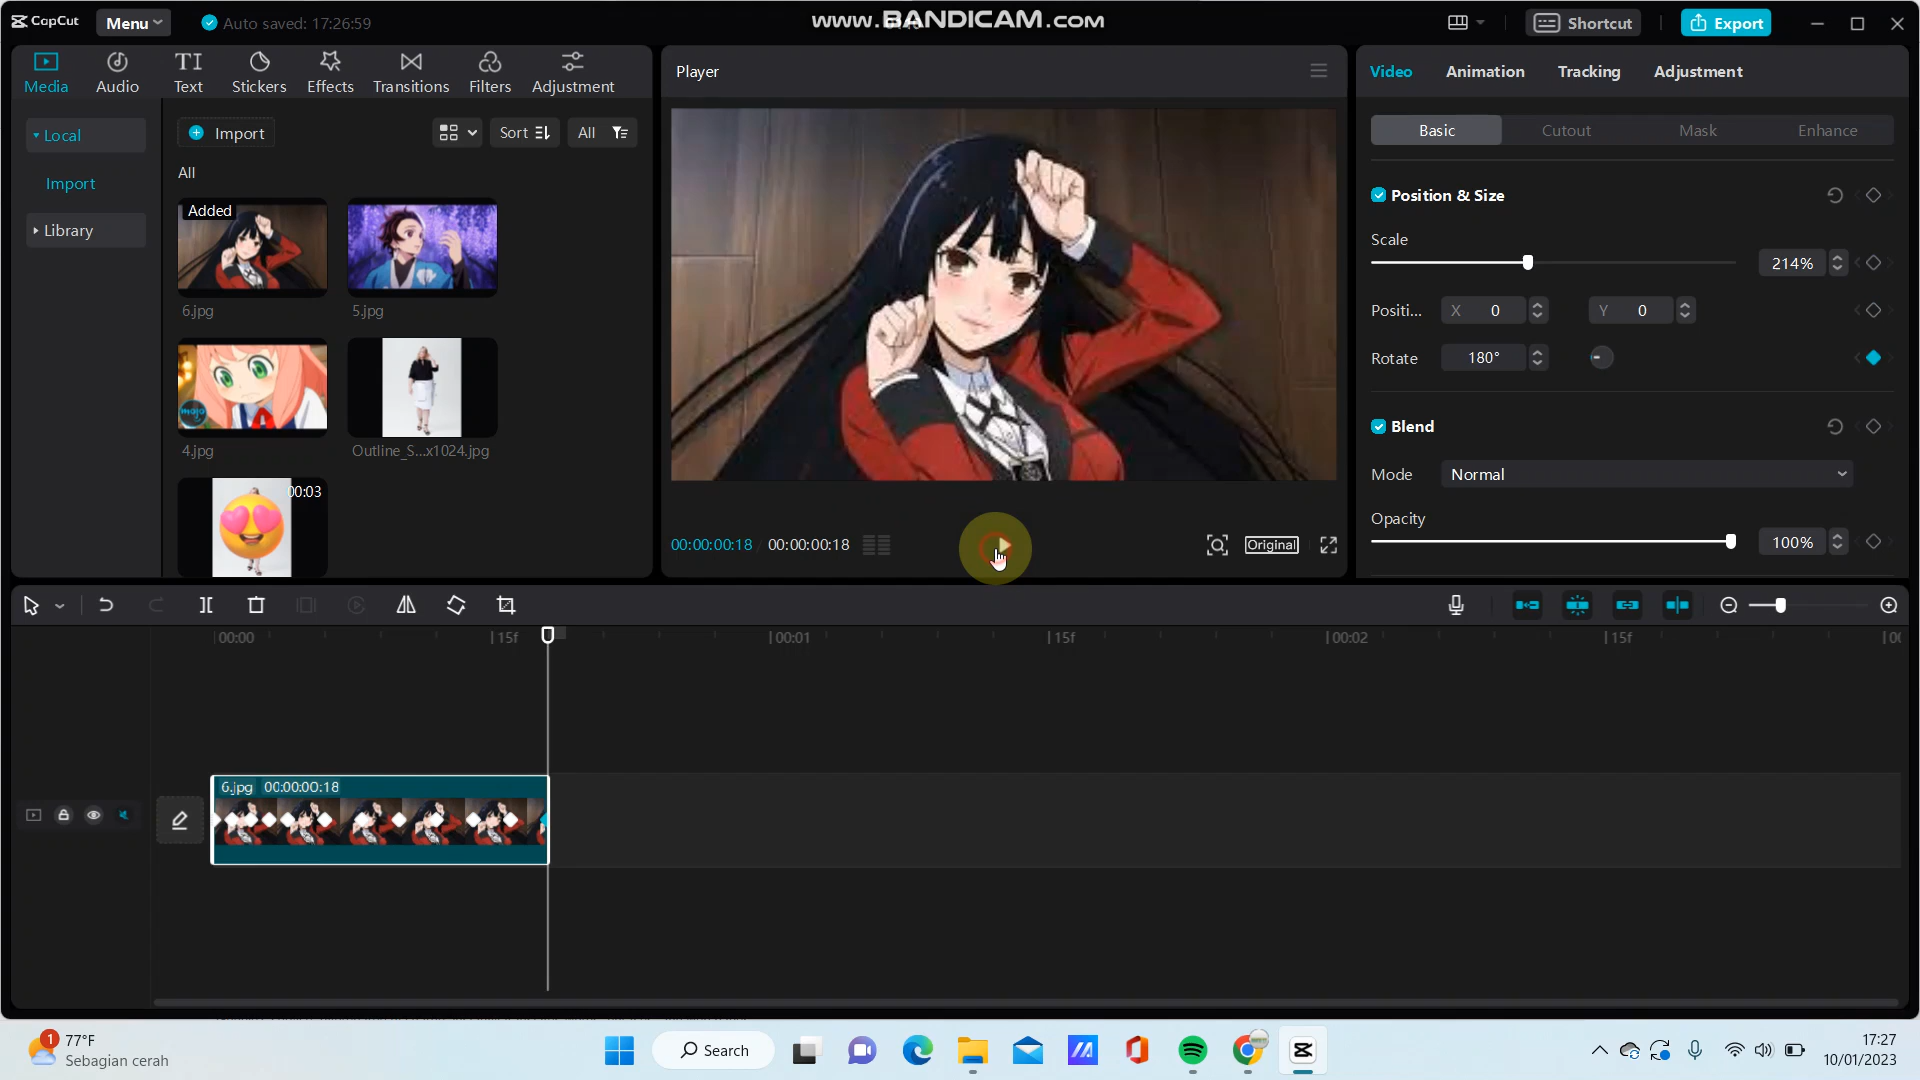 CapCut
Menu
Auto saved: 17:26:59
www.BANDICAM.com
Shortcut
Export
Media
Audio
Text
Stickers
Effects
Transitions
Filters
Adjustment
Player
Video
Animation
Tracking
Adjustment
Local
Import
Library
Import
Sort
All
All
Added
6.jpg
5.jpg
4.jpg
Outline_S...x1024.jpg
00:03
Basic
Cutout
Mask
Enhance
Position & Size
Scale
214%
Positi...
X 0
Y 0
Rotate
180°
Blend
Mode
Normal
Opacity
100%
00:00:00:18
00:00:00:18
Original
00:00
15f
00:01
15f
00:02
15f
6.jpg 00:00:00:18
1
77°F
Sebagian cerah
Search
17:27
10/01/2023